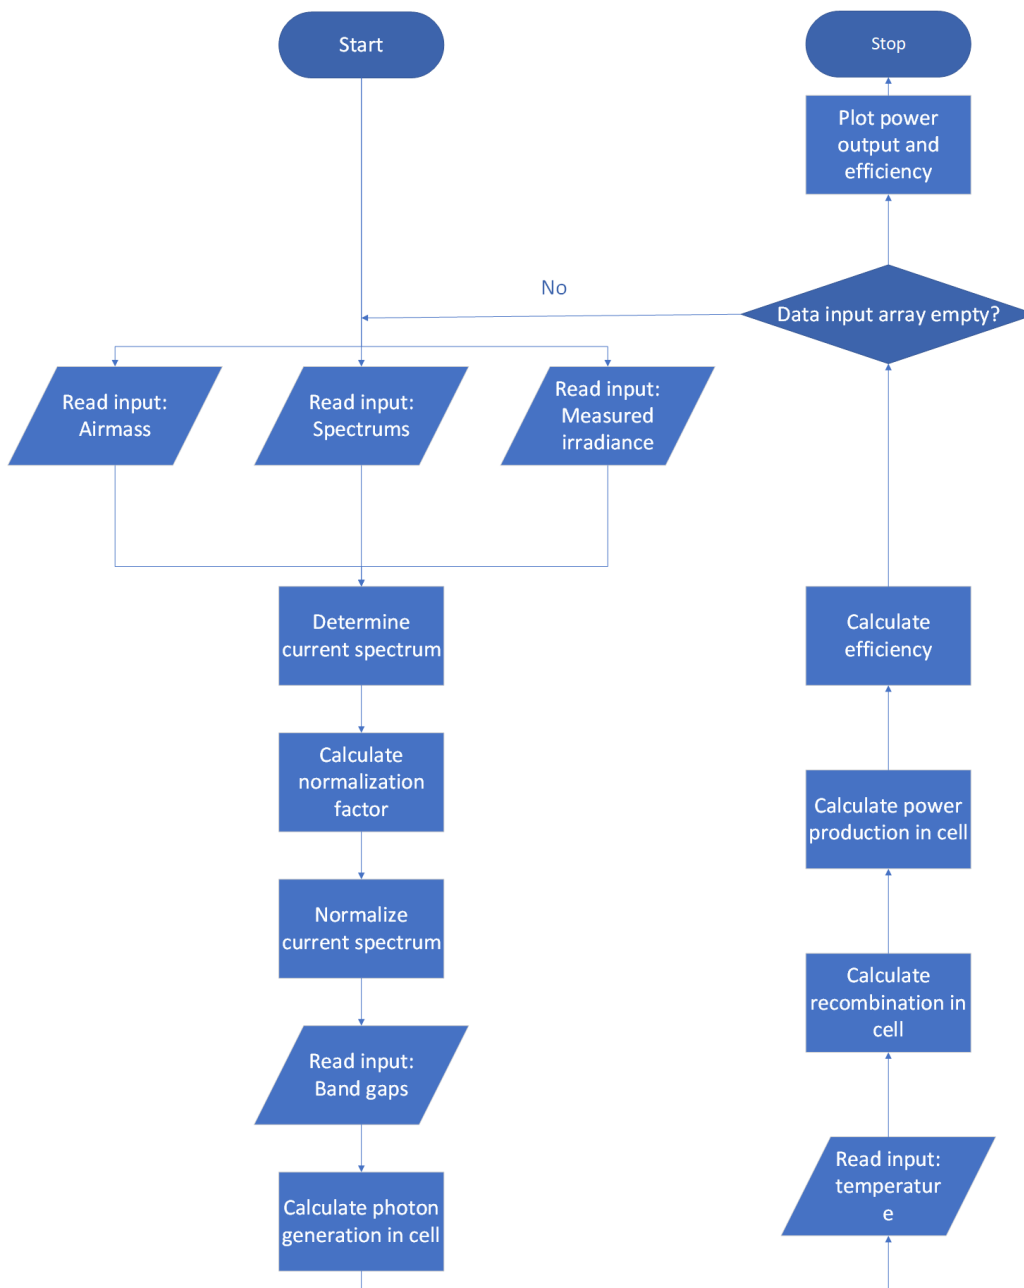 Start
Stop
Plot power
output and
efficiency
No
Data input array empty?
Read input:
Airmass
Read input:
Spectrums
Read input:
Measured
irradiance
Determine
current spectrum
Calculate
efficiency
Calculate
normalization
factor
Calculate power
production in cell
Normalize
current spectrum
Calculate
recombination in
cell
Read input:
Band gaps
Read input:
temperatur
e
Calculate photon
generation in cell